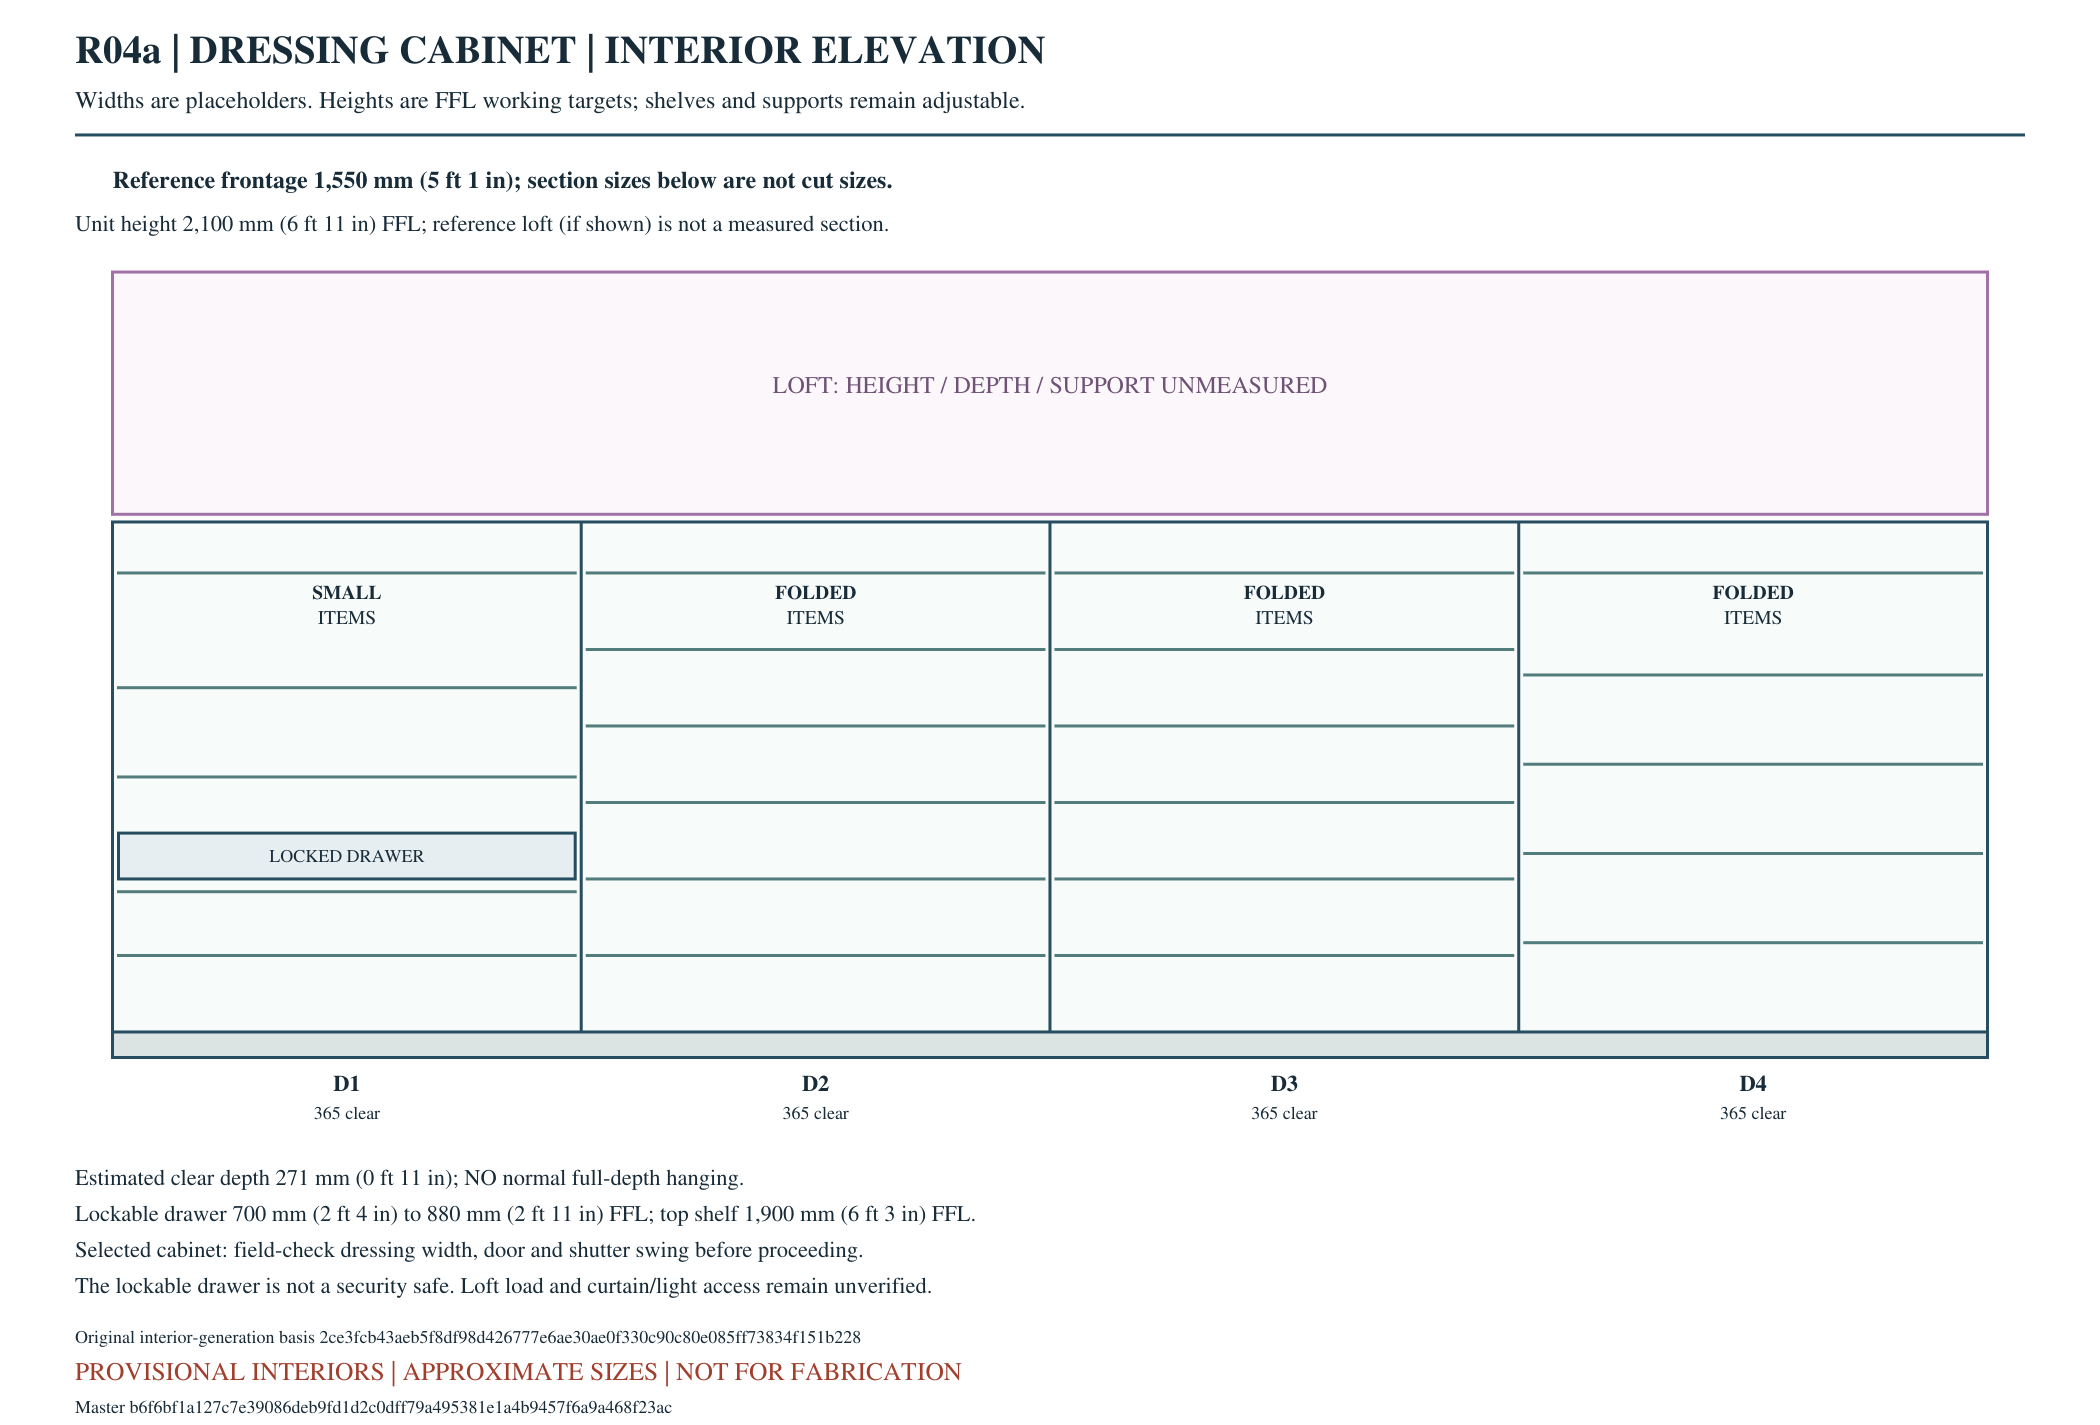 R04a | DRESSING CABINET | INTERIOR ELEVATION
Widths are placeholders. Heights are FFL working targets; shelves and supports remain adjustable.
Reference frontage 1,550 mm (5 ft 1 in); section sizes below are not cut sizes.
Unit height 2,100 mm (6 ft 11 in) FFL; reference loft (if shown) is not a measured section.
LOFT: HEIGHT / DEPTH / SUPPORT UNMEASURED
SMALL
ITEMS
FOLDED
ITEMS
FOLDED
ITEMS
FOLDED
ITEMS
LOCKED DRAWER
D1
365 clear
D2
365 clear
D3
365 clear
D4
365 clear
Estimated clear depth 271 mm (0 ft 11 in); NO normal full-depth hanging.
Lockable drawer 700 mm (2 ft 4 in) to 880 mm (2 ft 11 in) FFL; top shelf 1,900 mm (6 ft 3 in) FFL.
Selected cabinet: field-check dressing width, door and shutter swing before proceeding.
The lockable drawer is not a security safe. Loft load and curtain/light access remain unverified.
Original interior-generation basis 2ce3fcb43aeb5f8df98d426777e6ae30ae0f330c90c80e085ff73834f151b228
PROVISIONAL INTERIORS | APPROXIMATE SIZES | NOT FOR FABRICATION
Master b6f6bf1a127c7e39086deb9fd1d2c0dff79a495381e1a4b9457f6a9a468f23ac